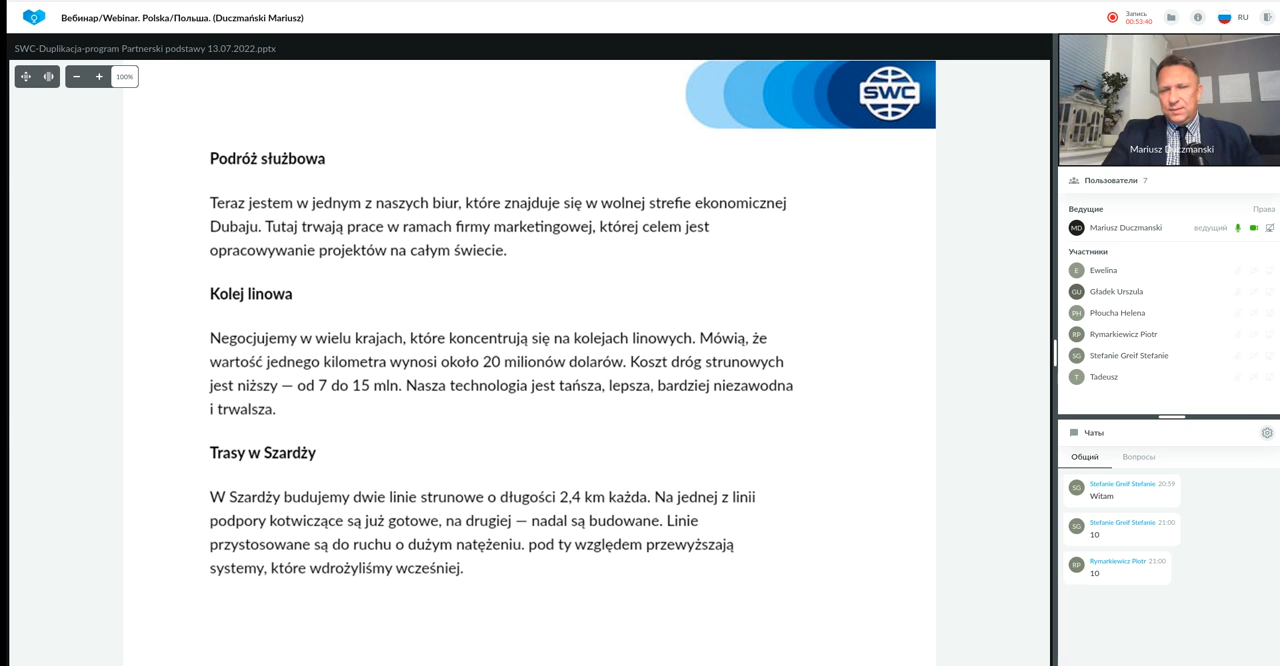 Вебинар/Webinar. Polska/Польша. (Duczmański Mariusz)
Запись
00:53:40
RU
SWC-Duplikacja-program Partnerski podstawy 13.07.2022.pptx
100%
SWC
Podróż służbowa
Teraz jestem w jednym z naszych biur, które znajduje się w wolnej strefie ekonomicznej
Dubaju. Tutaj trwają prace w ramach firmy marketingowej, której celem jest
opracowywanie projektów na całym świecie.
Kolej linowa
Negocjujemy w wielu krajach, które koncentrują się na kolejach linowych. Mówią, że
wartość jednego kilometra wynosi około 20 milionów dolarów. Koszt dróg strunowych
jest niższy — od 7 do 15 mln. Nasza technologia jest tańsza, lepsza, bardziej niezawodna
i trwalsza.
Trasy w Szardży
W Szardży budujemy dwie linie strunowe o długości 2,4 km każda. Na jednej z linii
podpory kotwiczące są już gotowe, na drugiej — nadal są budowane. Linie
przystosowane są do ruchu o dużym natężeniu. pod ty względem przewyższają
systemy, które wdrożyliśmy wcześniej.
Mariusz Duczmanski
Пользователи 7
Ведущие Права
MD Mariusz Duczmanski ведущий
Участники
E Ewelina
GU Gładek Urszula
PH Płoucha Helena
RP Rymarkiewicz Piotr
SG Stefanie Greif Stefanie
T Tadeusz
Чаты
Общий Вопросы
SG Stefanie Greif Stefanie 20:59
Witam
SG Stefanie Greif Stefanie 21:00
10
RP Rymarkiewicz Piotr 21:00
10